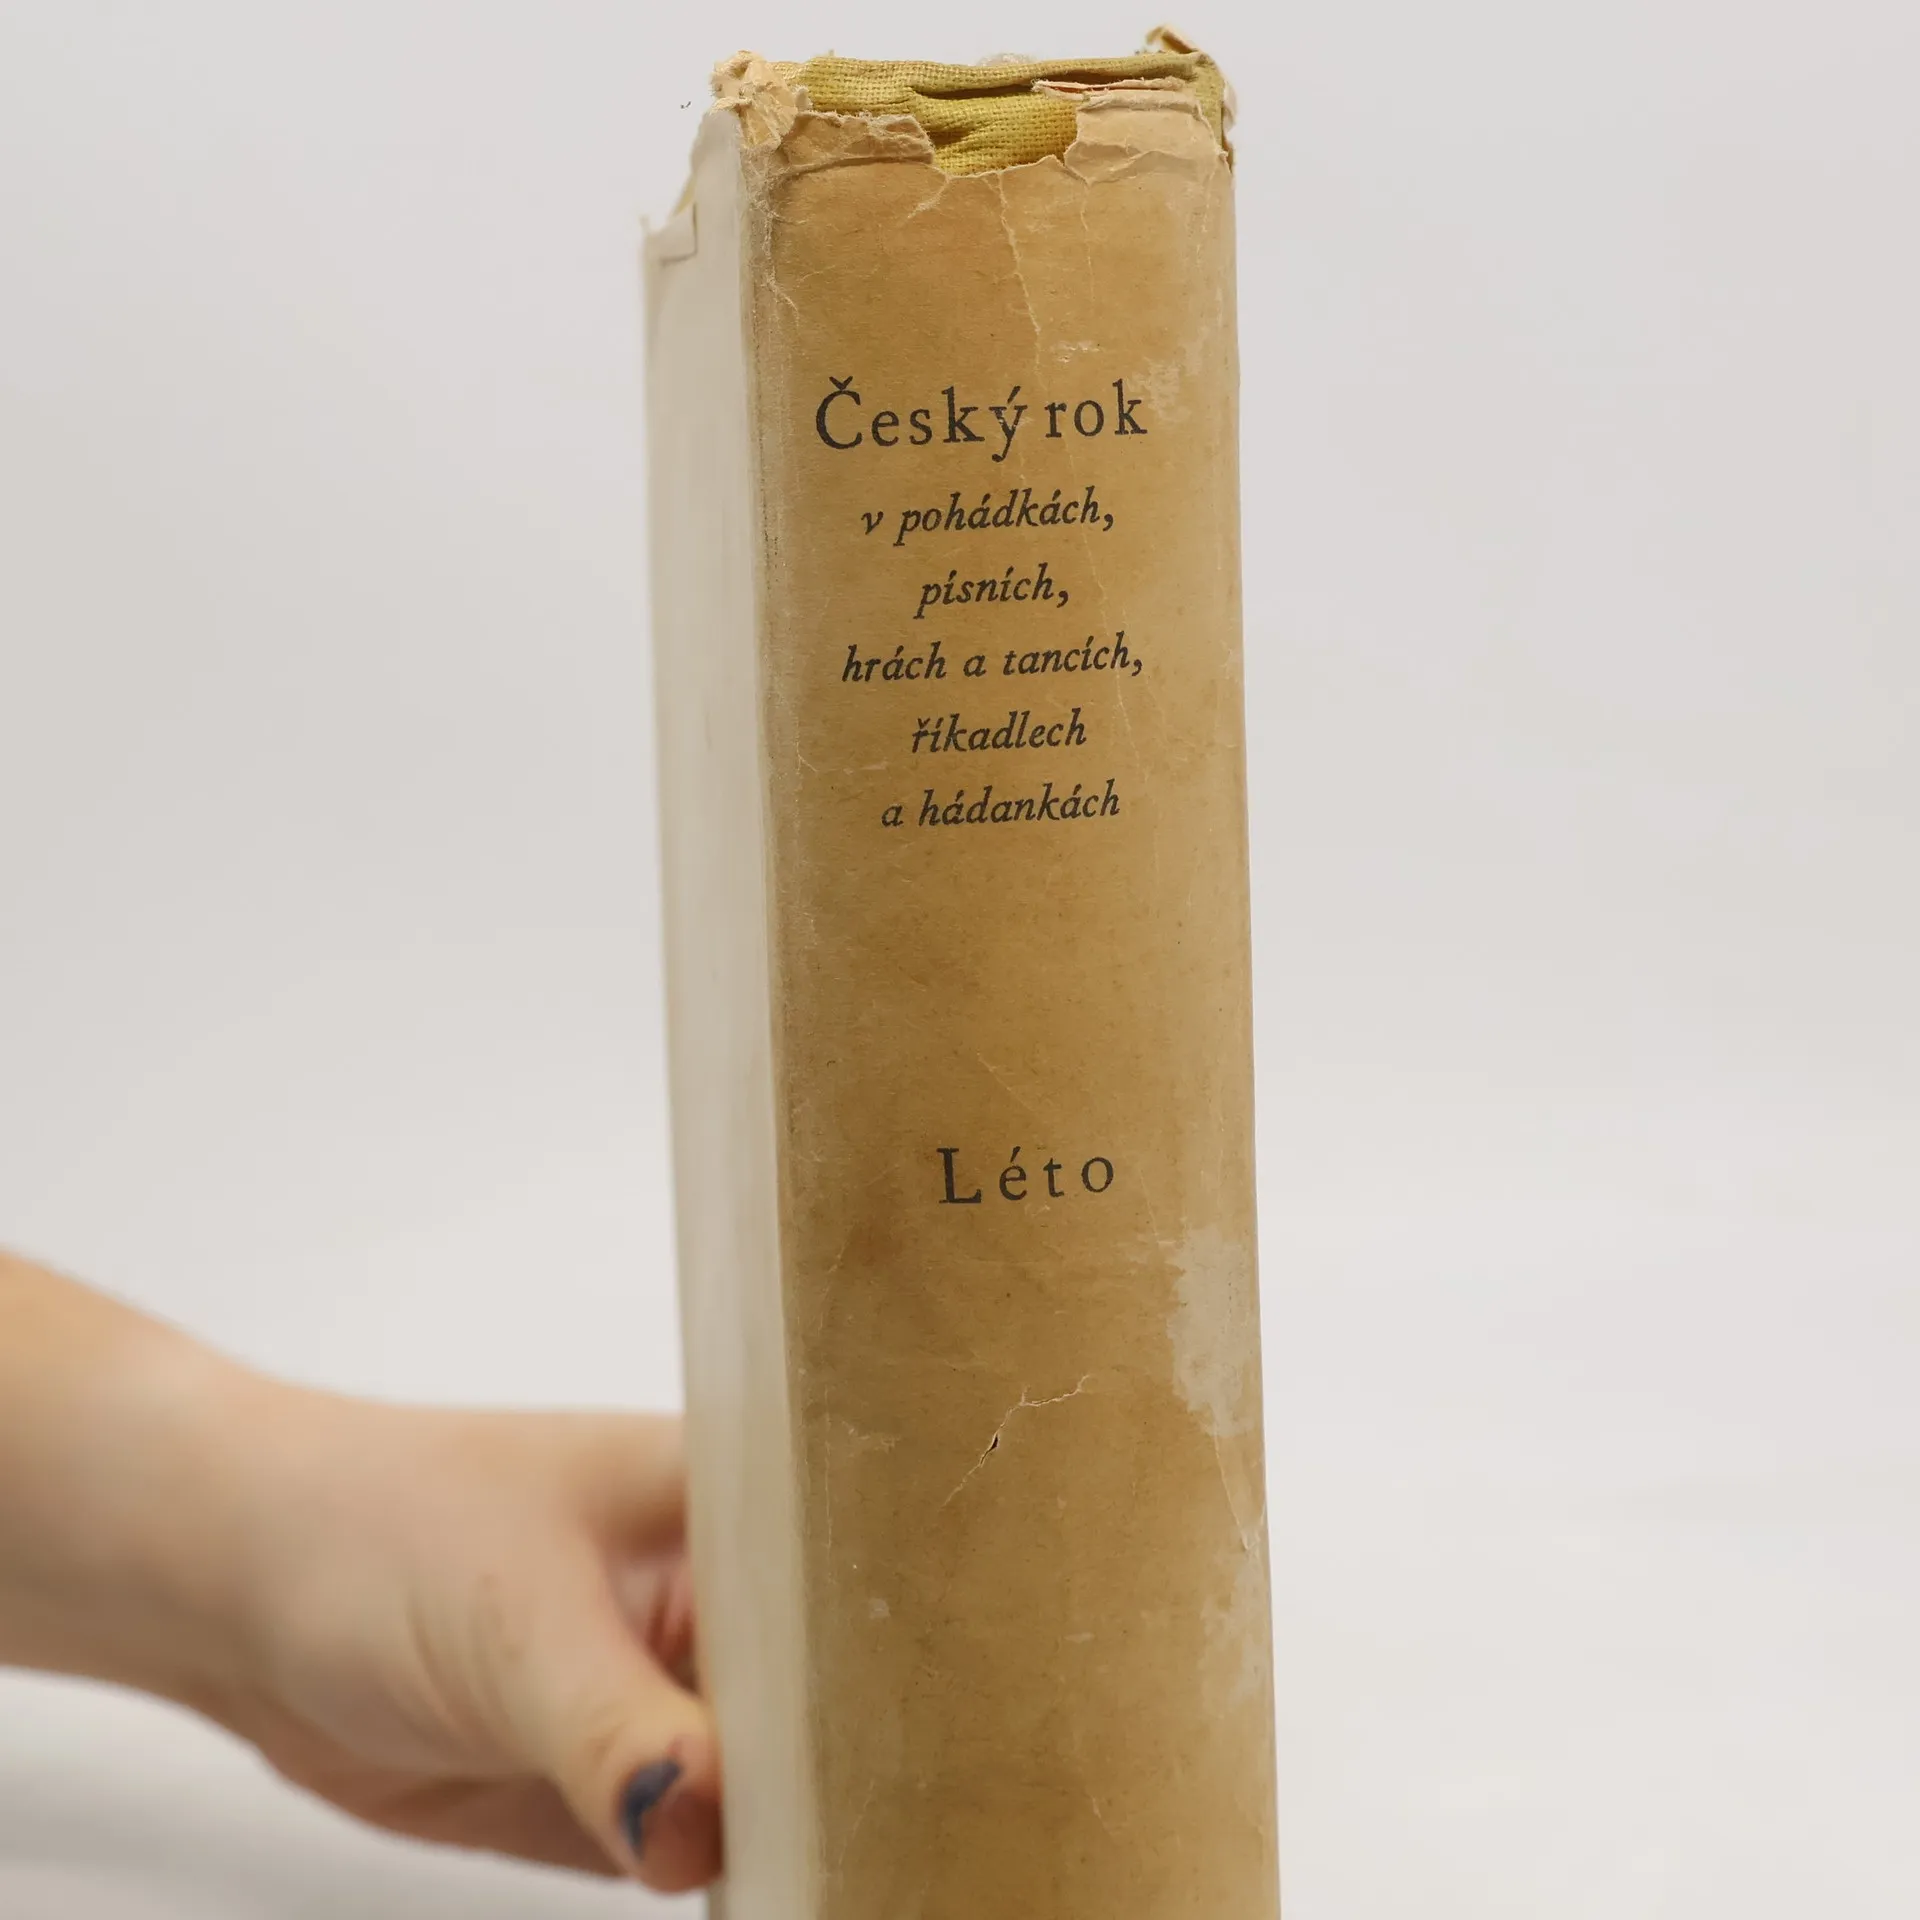 Český rok
v pohádkách,
písních,
hrách a tancích,
říkadlech
a hádankách
Léto